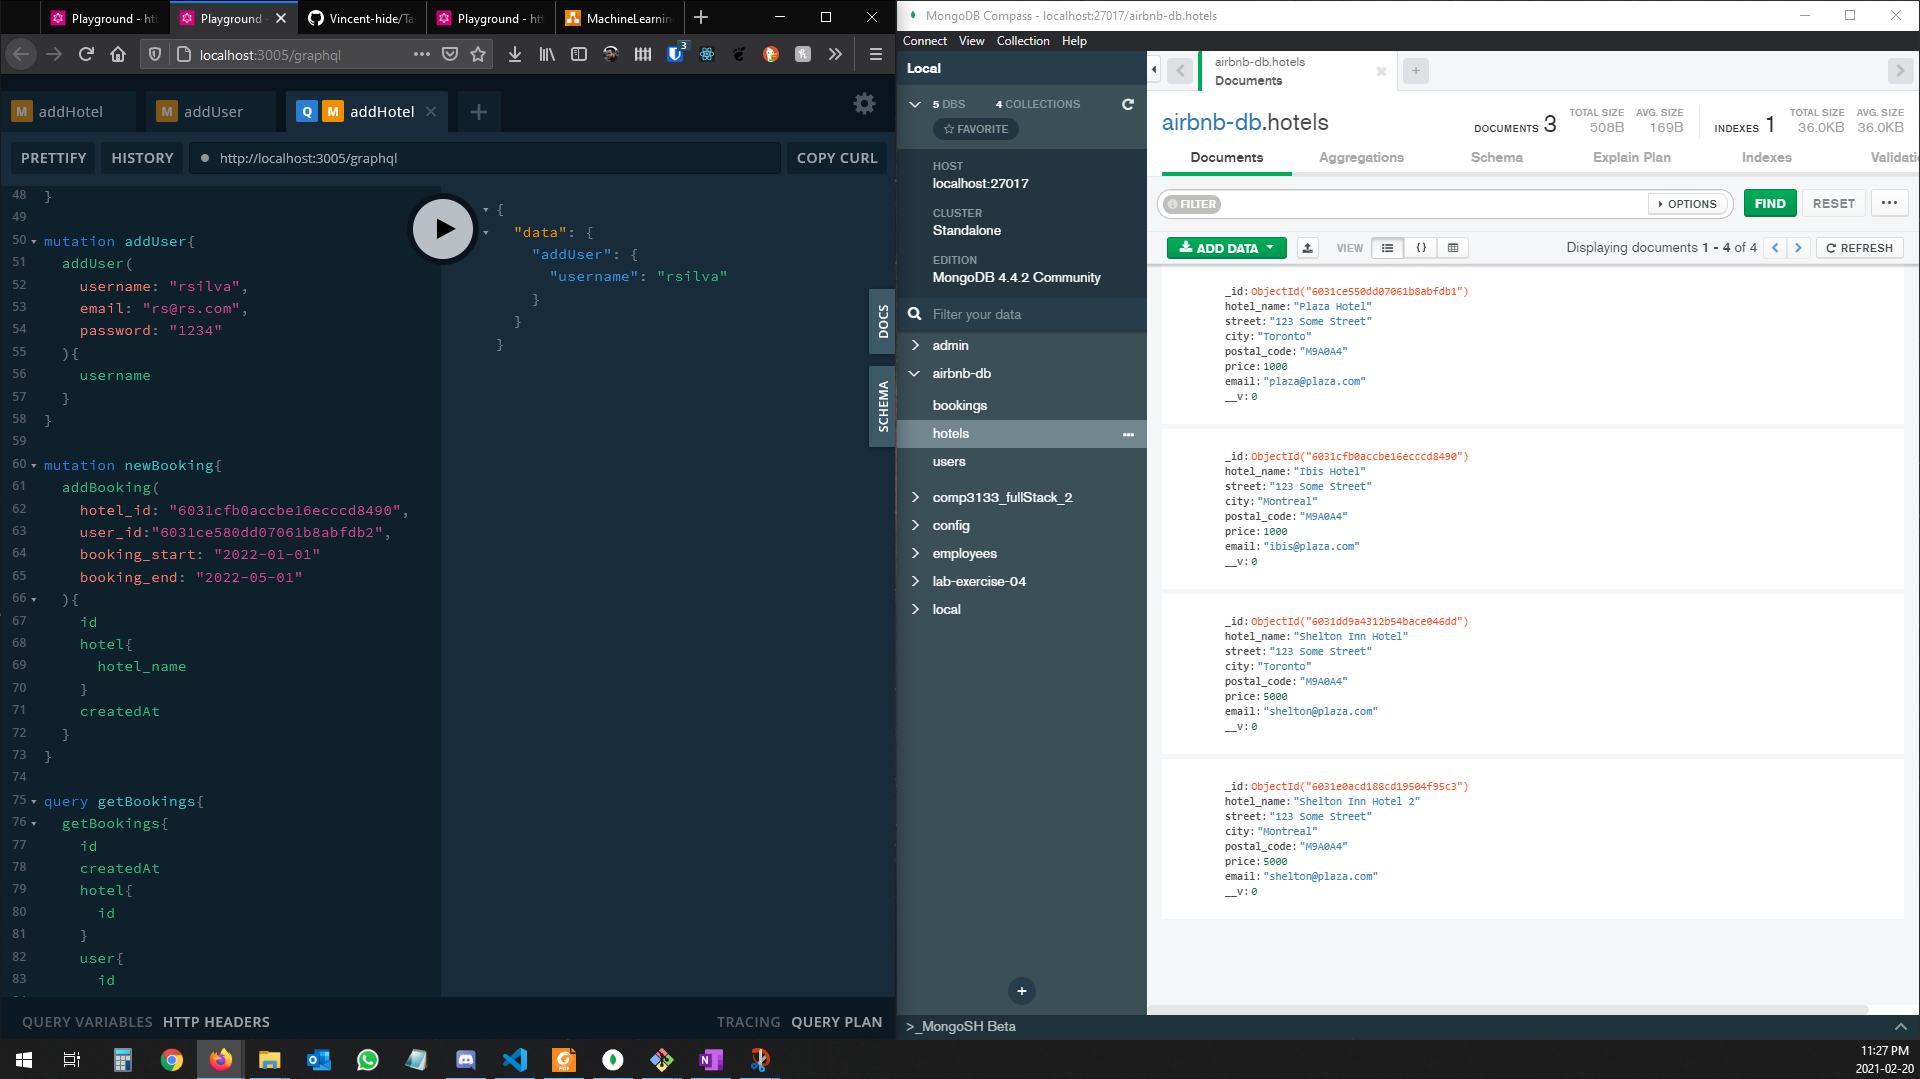 Playground - htt
Playground -
Vincent-hide/Ta
Playground - htt
MachineLearnin
localhost:3005/graphql
3
M addHotel
M addUser
Q M addHotel
PRETTIFY
HISTORY
http://localhost:3005/graphql
COPY CURL
48 }
49
50 mutation addUser{
51 addUser(
52 username: "rsilva",
53 email: "rs@rs.com",
54 password: "1234"
55 ){
56 username
57 }
58 }
59
60 mutation newBooking{
61 addBooking(
62 hotel_id: "6031cfb0accbe16ecccd8490",
63 user_id:"6031ce580dd07061b8abfdb2",
64 booking_start: "2022-01-01"
65 booking_end: "2022-05-01"
66 ){
67 id
68 hotel{
69 hotel_name
70 }
71 createdAt
72 }
73 }
74
75 query getBookings{
76 getBookings{
77 id
78 createdAt
79 hotel{
80 id
81 }
82 user{
83 id
{
"data": {
"addUser": {
"username": "rsilva"
}
}
}
DOCS
SCHEMA
QUERY VARIABLES HTTP HEADERS
TRACING QUERY PLAN
MongoDB Compass - localhost:27017/airbnb-db.hotels
Connect View Collection Help
Local
5 DBS 4 COLLECTIONS
FAVORITE
HOST
localhost:27017
CLUSTER
Standalone
EDITION
MongoDB 4.4.2 Community
Filter your data
admin
airbnb-db
bookings
hotels
users
comp3133_fullStack_2
config
employees
lab-exercise-04
local
>_MongoSH Beta
airbnb-db.hotels
Documents
airbnb-db.hotels
DOCUMENTS 3
TOTAL SIZE 508B
AVG. SIZE 169B
INDEXES 1
TOTAL SIZE 36.0KB
AVG. SIZE 36.0KB
Documents Aggregations Schema Explain Plan Indexes Validati
FILTER
OPTIONS
FIND
RESET
ADD DATA
VIEW
{}
Displaying documents 1 - 4 of 4
REFRESH
_id:ObjectId("6031ce550dd07061b8abfdb1")
hotel_name:"Plaza Hotel"
street:"123 Some Street"
city:"Toronto"
postal_code:"M9A0A4"
price:1000
email:"plaza@plaza.com"
__v:0
_id:ObjectId("6031cfb0accbe16ecccd8490")
hotel_name:"Ibis Hotel"
street:"123 Some Street"
city:"Montreal"
postal_code:"M9A0A4"
price:1000
email:"ibis@plaza.com"
__v:0
_id:ObjectId("6031dd9a4312b54bace046dd")
hotel_name:"Shelton Inn Hotel"
street:"123 Some Street"
city:"Toronto"
postal_code:"M9A0A4"
price:5000
email:"shelton@plaza.com"
__v:0
_id:ObjectId("6031e0acd188cd19504f95c3")
hotel_name:"Shelton Inn Hotel 2"
street:"123 Some Street"
city:"Montreal"
postal_code:"M9A0A4"
price:5000
email:"shelton@plaza.com"
__v:0
11:27 PM
2021-02-20